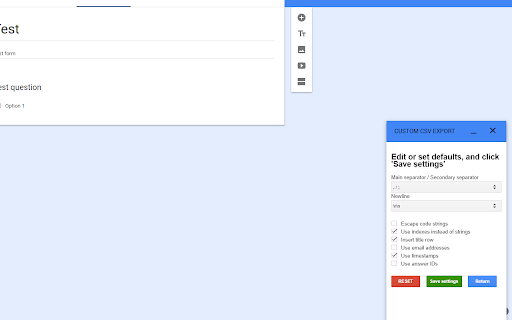 Test
st form
est question
Option 1
Tт
CUSTOM CSV EXPORT
Edit or set defaults, and click
'Save settings'
Main separator / Secondary separator
Newline
\r\n
Escape code strings
Use indexes instead of strings
Insert title row
Use email addresses
Use timestamps
Use answer IDs
RESET Save settings Return